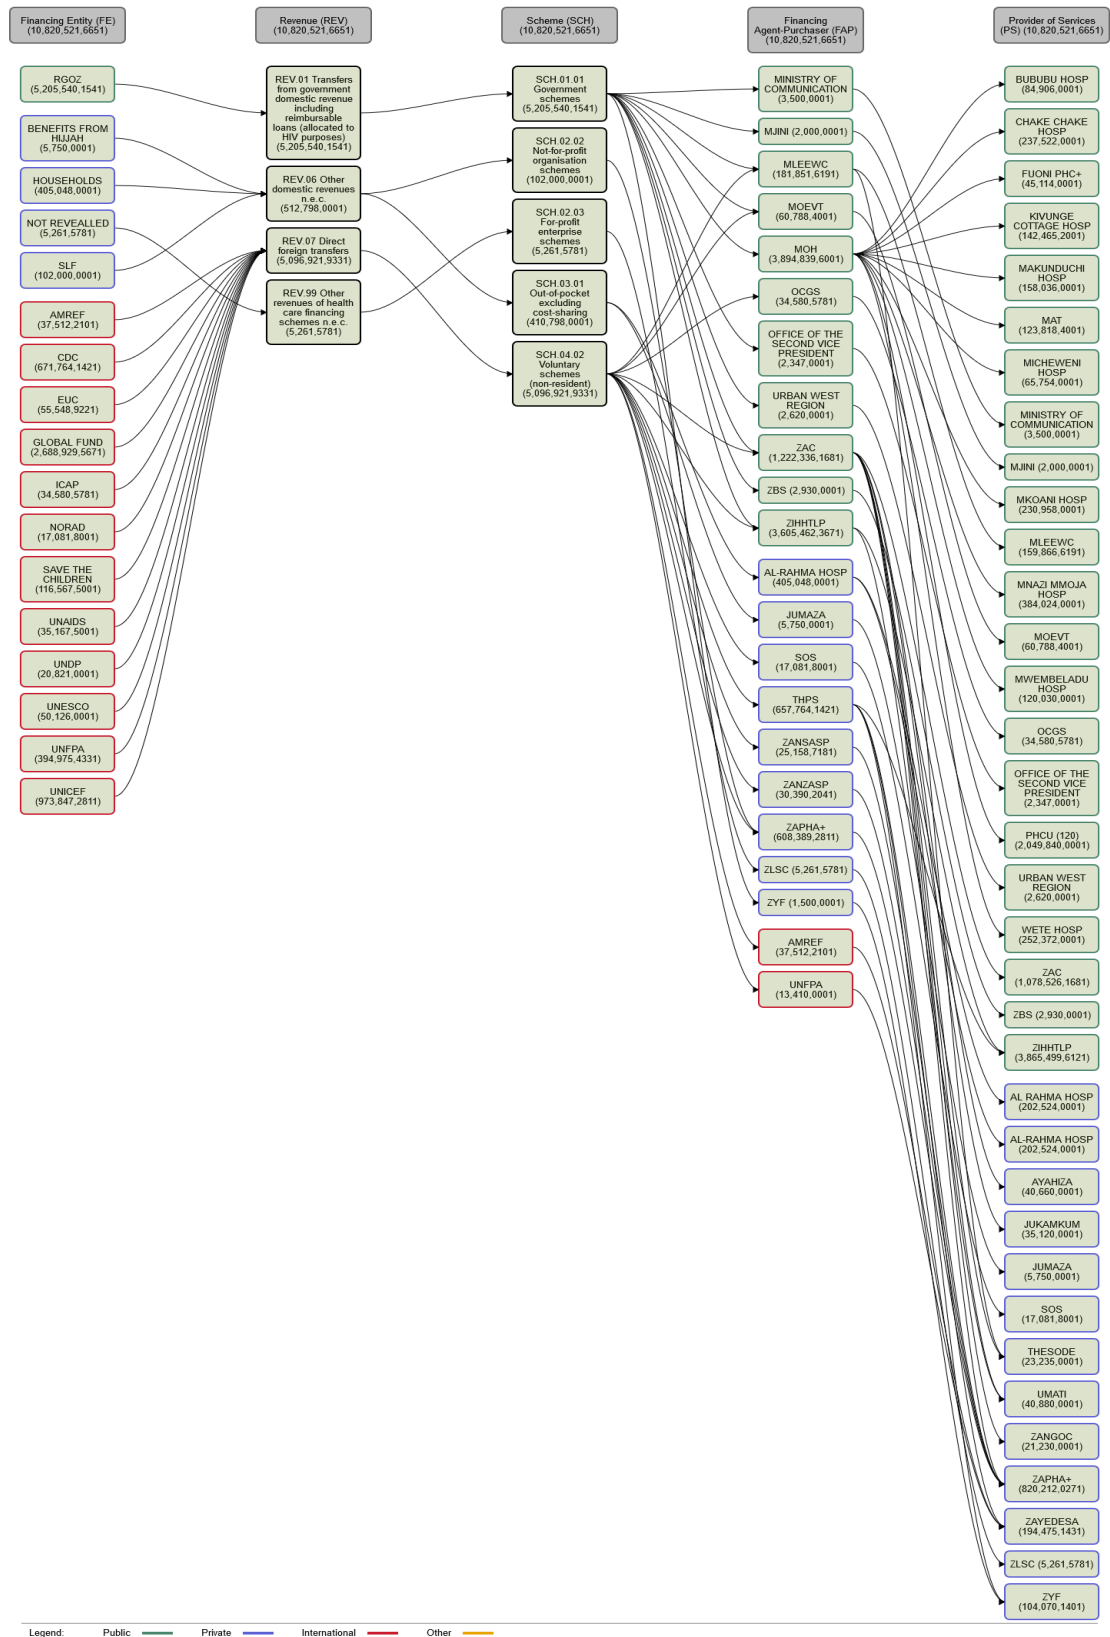 Financing Entity (FE)
(10,820,521,6651)
Revenue (REV)
(10,820,521,6651)
Scheme (SCH)
(10,820,521,6651)
Financing
Agent-Purchaser (FAP)
(10,820,521,6651)
Provider of Services
(PS) (10,820,521,6651)
RGOZ
(5,205,540,1541)
BENEFITS FROM
HIJJAH
(5,750,0001)
HOUSEHOLDS
(405,048,0001)
NOT REVEALLED
(5,261,5781)
SLF
(102,000,0001)
AMREF
(37,512,2101)
CDC
(671,764,1421)
EUC
(55,548,9221)
GLOBAL FUND
(2,688,929,5671)
ICAP
(34,580,5781)
NORAD
(17,081,8001)
SAVE THE
CHILDREN
(116,567,5001)
UNAIDS
(35,167,5001)
UNDP
(20,821,0001)
UNESCO
(50,126,0001)
UNFPA
(394,975,4331)
UNICEF
(973,847,2811)
REV.01 Transfers
from government
domestic revenue
including
reimbursable
loans (allocated to
HIV purposes)
(5,205,540,1541)
REV.06 Other
domestic revenues
n.e.c.
(512,798,0001)
REV.07 Direct
foreign transfers
(5,096,921,9331)
REV.99 Other
revenues of health
care financing
schemes n.e.c.
(5,261,5781)
SCH.01.01
Government
schemes
(5,205,540,1541)
SCH.02.02
Not-for-profit
organisation
schemes
(102,000,0001)
SCH.02.03
For-profit
enterprise
schemes
(5,261,5781)
SCH.03.01
Out-of-pocket
excluding
cost-sharing
(410,798,0001)
SCH.04.02
Voluntary
schemes
(non-resident)
(5,096,921,9331)
MINISTRY OF
COMMUNICATION
(3,500,0001)
MJINI (2,000,0001)
MLEEWC
(181,851,6191)
MOEVT
(60,788,4001)
MOH
(3,894,839,6001)
OCGS
(34,580,5781)
OFFICE OF THE
SECOND VICE
PRESIDENT
(2,347,0001)
URBAN WEST
REGION
(2,620,0001)
ZAC
(1,222,336,1681)
ZBS (2,930,0001)
ZIHHTLP
(3,605,462,3671)
AL-RAHMA HOSP
(405,048,0001)
JUMAZA
(5,750,0001)
SOS
(17,081,8001)
THPS
(657,764,1421)
ZANSASP
(25,158,7181)
ZANZASP
(30,390,2041)
ZAPHA+
(608,389,2811)
ZLSC (5,261,5781)
ZYF (1,500,0001)
AMREF
(37,512,2101)
UNFPA
(13,410,0001)
BUBUBU HOSP
(84,906,0001)
CHAKE CHAKE
HOSP
(237,522,0001)
FUONI PHC+
(45,114,0001)
KIVUNGE
COTTAGE HOSP
(142,465,2001)
MAKUNDUCHI
HOSP
(158,036,0001)
MAT
(123,818,4001)
MICHEWENI
HOSP
(65,754,0001)
MINISTRY OF
COMMUNICATION
(3,500,0001)
MJINI (2,000,0001)
MKOANI HOSP
(230,958,0001)
MLEEWC
(159,866,6191)
MNAZI MMOJA
HOSP
(384,024,0001)
MOEVT
(60,788,4001)
MWEMBELADU
HOSP
(120,030,0001)
OCGS
(34,580,5781)
OFFICE OF THE
SECOND VICE
PRESIDENT
(2,347,0001)
PHCU (120)
(2,049,840,0001)
URBAN WEST
REGION
(2,620,0001)
WETE HOSP
(252,372,0001)
ZAC
(1,078,526,1681)
ZBS (2,930,0001)
ZIHHTLP
(3,865,499,6121)
AL RAHMA HOSP
(202,524,0001)
AL-RAHMA HOSP
(202,524,0001)
AYAHIZA
(40,660,0001)
JUKAMKUM
(35,120,0001)
JUMAZA
(5,750,0001)
SOS
(17,081,8001)
THESODE
(23,235,0001)
UMATI
(40,880,0001)
ZANGOC
(21,230,0001)
ZAPHA+
(820,212,0271)
ZAYEDESA
(194,475,1431)
ZLSC (5,261,5781)
ZYF
(104,070,1401)
Legend: Public Private International Other